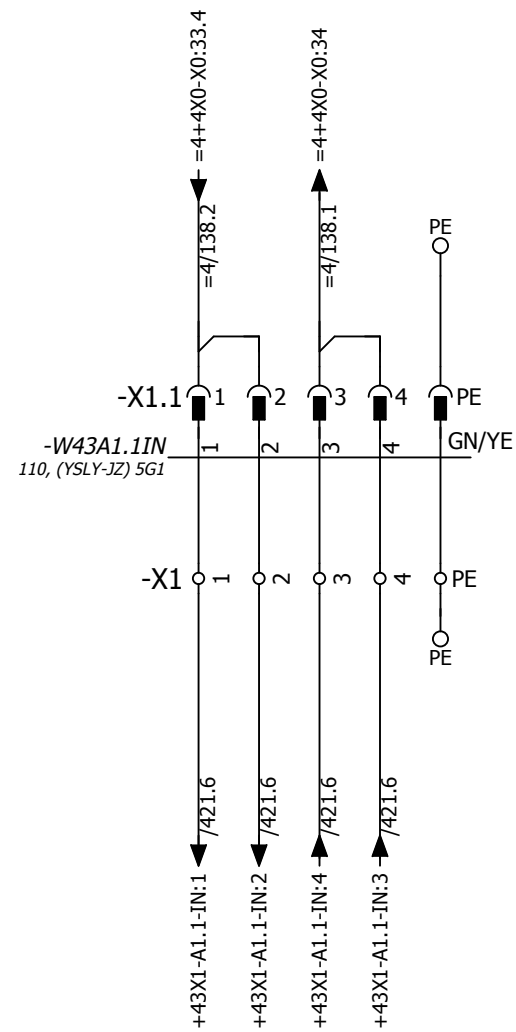 =4+4X0-X0:33.4
=4+4X0-X0:34
=4/138.2
=4/138.1
PE
-X1.1
1
2
3
4
PE
-W43A1.1IN
110, (YSLY-JZ) 5G1
1
2
3
4
GN/YE
-X1
1
2
3
4
PE
PE
/421.6
/421.6
/421.6
/421.6
+43X1-A1.1-IN:1
+43X1-A1.1-IN:2
+43X1-A1.1-IN:4
+43X1-A1.1-IN:3